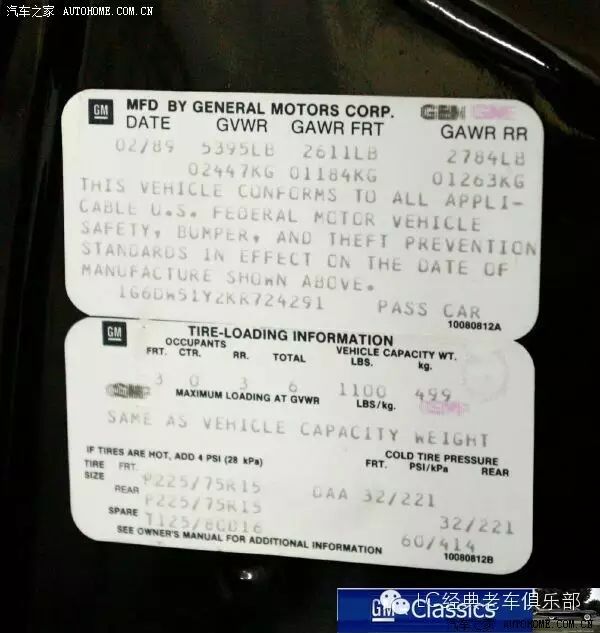 汽车之家 AUTOHOME.COM.CN
GM MFD BY GENERAL MOTORS CORP.
DATE GVWR GAWR FRT GAWR RR
02/89 5395LB 2611LB 2784LB
02447KG 01184KG 01263KG
THIS VEHICLE CONFORMS TO ALL APPLI-
CABLE U.S. FEDERAL MOTOR VEHICLE
SAFETY, BUMPER, AND THEFT PREVENTION
STANDARDS IN EFFECT ON THE DATE OF
MANUFACTURE SHOWN ABOVE.
1G6DW51Y2KR724291 PASS CAR
10080812A
GM TIRE-LOADING INFORMATION
OCCUPANTS VEHICLE CAPACITY WT.
FRT. CTR. RR. TOTAL LBS. kg.
3 0 3 6 1100 499
MAXIMUM LOADING AT GVWR LBS/kg.
SAME AS VEHICLE CAPACITY WEIGHT
IF TIRES ARE HOT, ADD 4 PSI (28 kPa) COLD TIRE PRESSURE
TIRE FRT. FRT. PSI/kPa REAR
SIZE P225/75R15 DAA 32/221
REAR P225/75R15 32/221
SPARE T125/80D16 60/414
SEE OWNER'S MANUAL FOR ADDITIONAL INFORMATION 10080812B
GM Classics
经典老车俱乐部
汽车之家 AUTOHOME.COM.CN